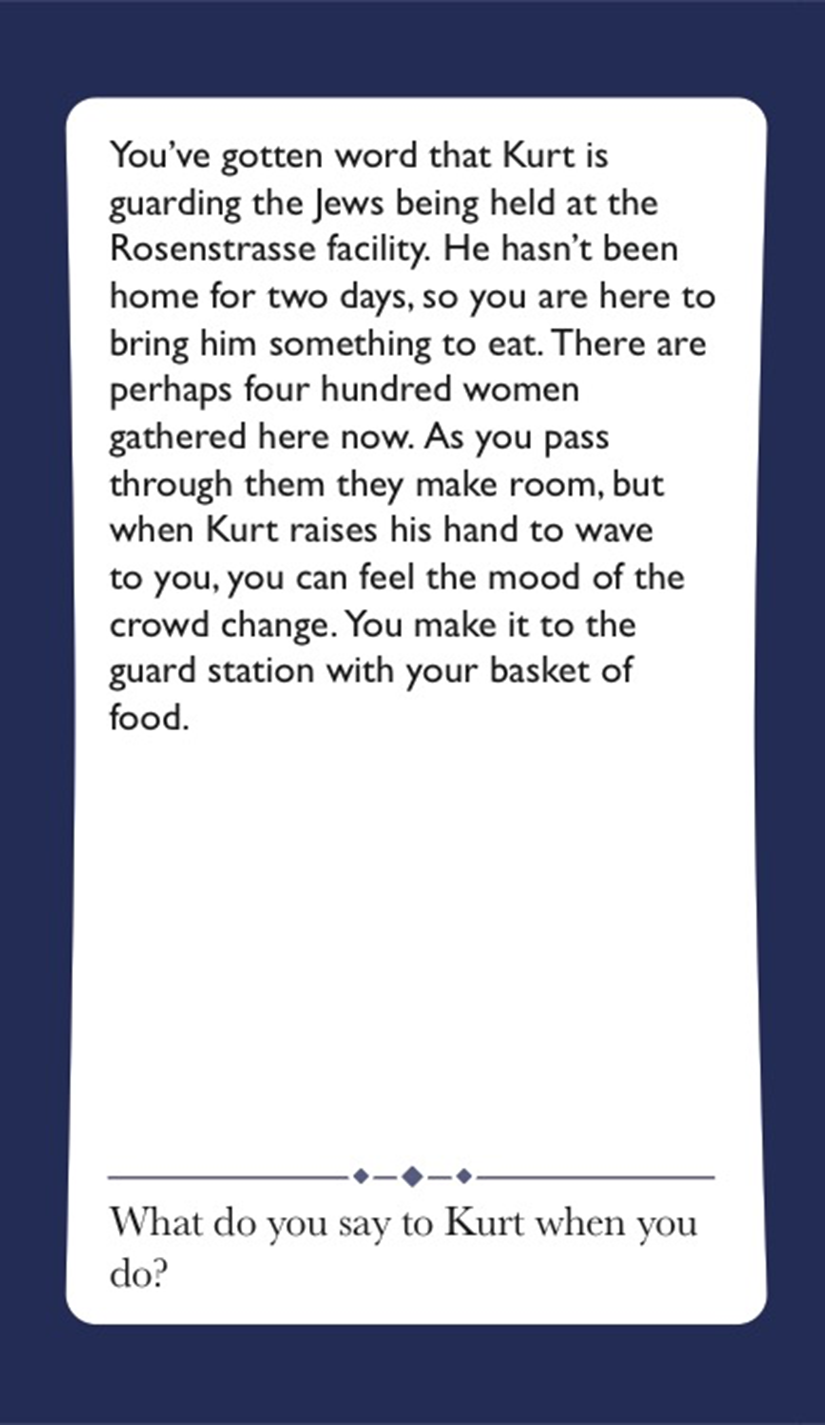 You’ve gotten word that Kurt is
guarding the Jews being held at the
Rosenstrasse facility. He hasn’t been
home for two days, so you are here to
bring him something to eat. There are
perhaps four hundred women
gathered here now. As you pass
through them they make room, but
when Kurt raises his hand to wave
to you, you can feel the mood of the
crowd change. You make it to the
guard station with your basket of
food.
What do you say to Kurt when you
do?